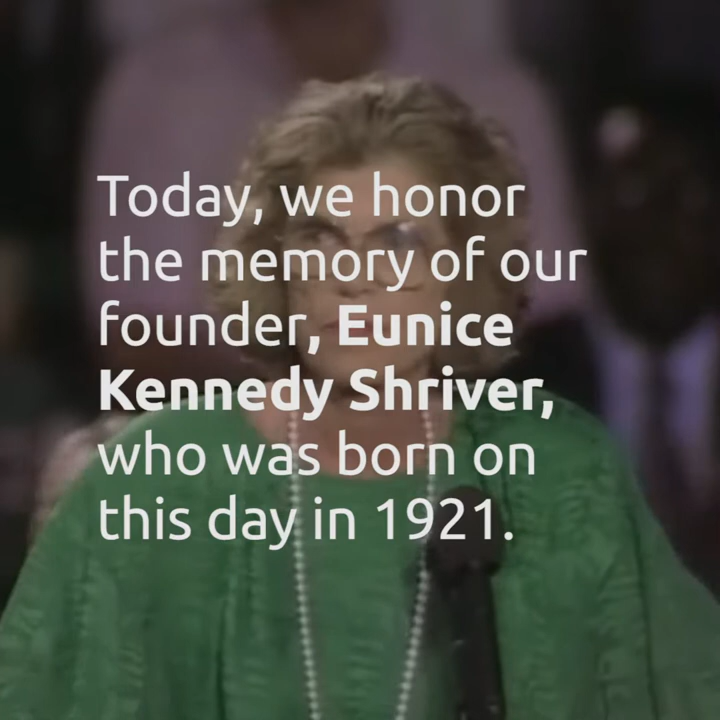 Today, we honor
the memory of our
founder, Eunice
Kennedy Shriver,
who was born on
this day in 1921.